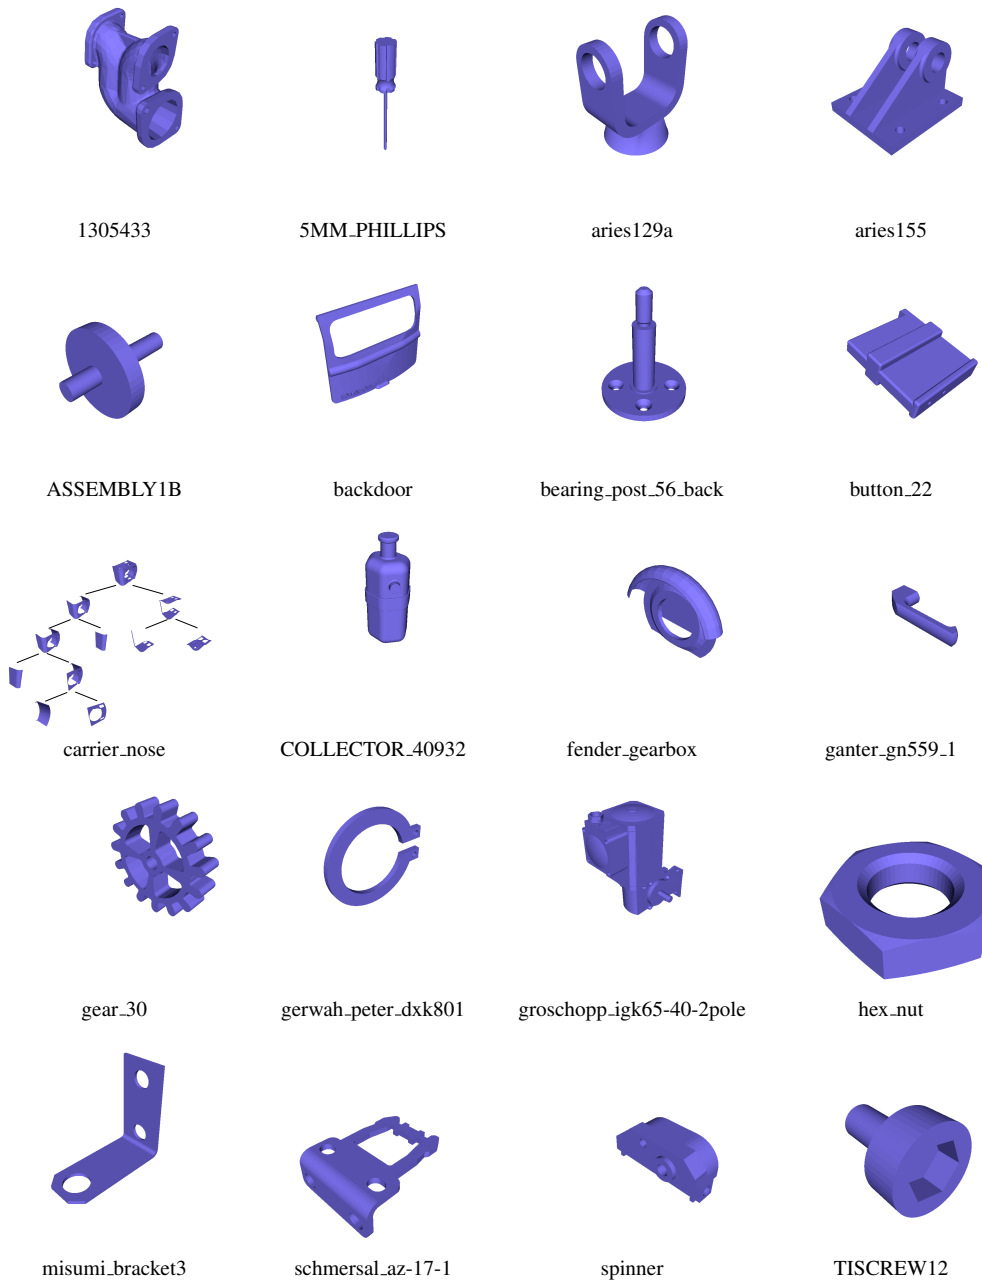 1305433
5MM_PHILLIPS
aries129a
aries155
ASSEMBLY1B
backdoor
bearing_post_56_back
button_22
carrier_nose
COLLECTOR_40932
fender_gearbox
ganter_gn559_1
gear_30
gerwah_peter_dxk801
groschopp_igk65-40-2pole
hex_nut
misumi_bracket3
schmersal_az-17-1
spinner
TISCREW12